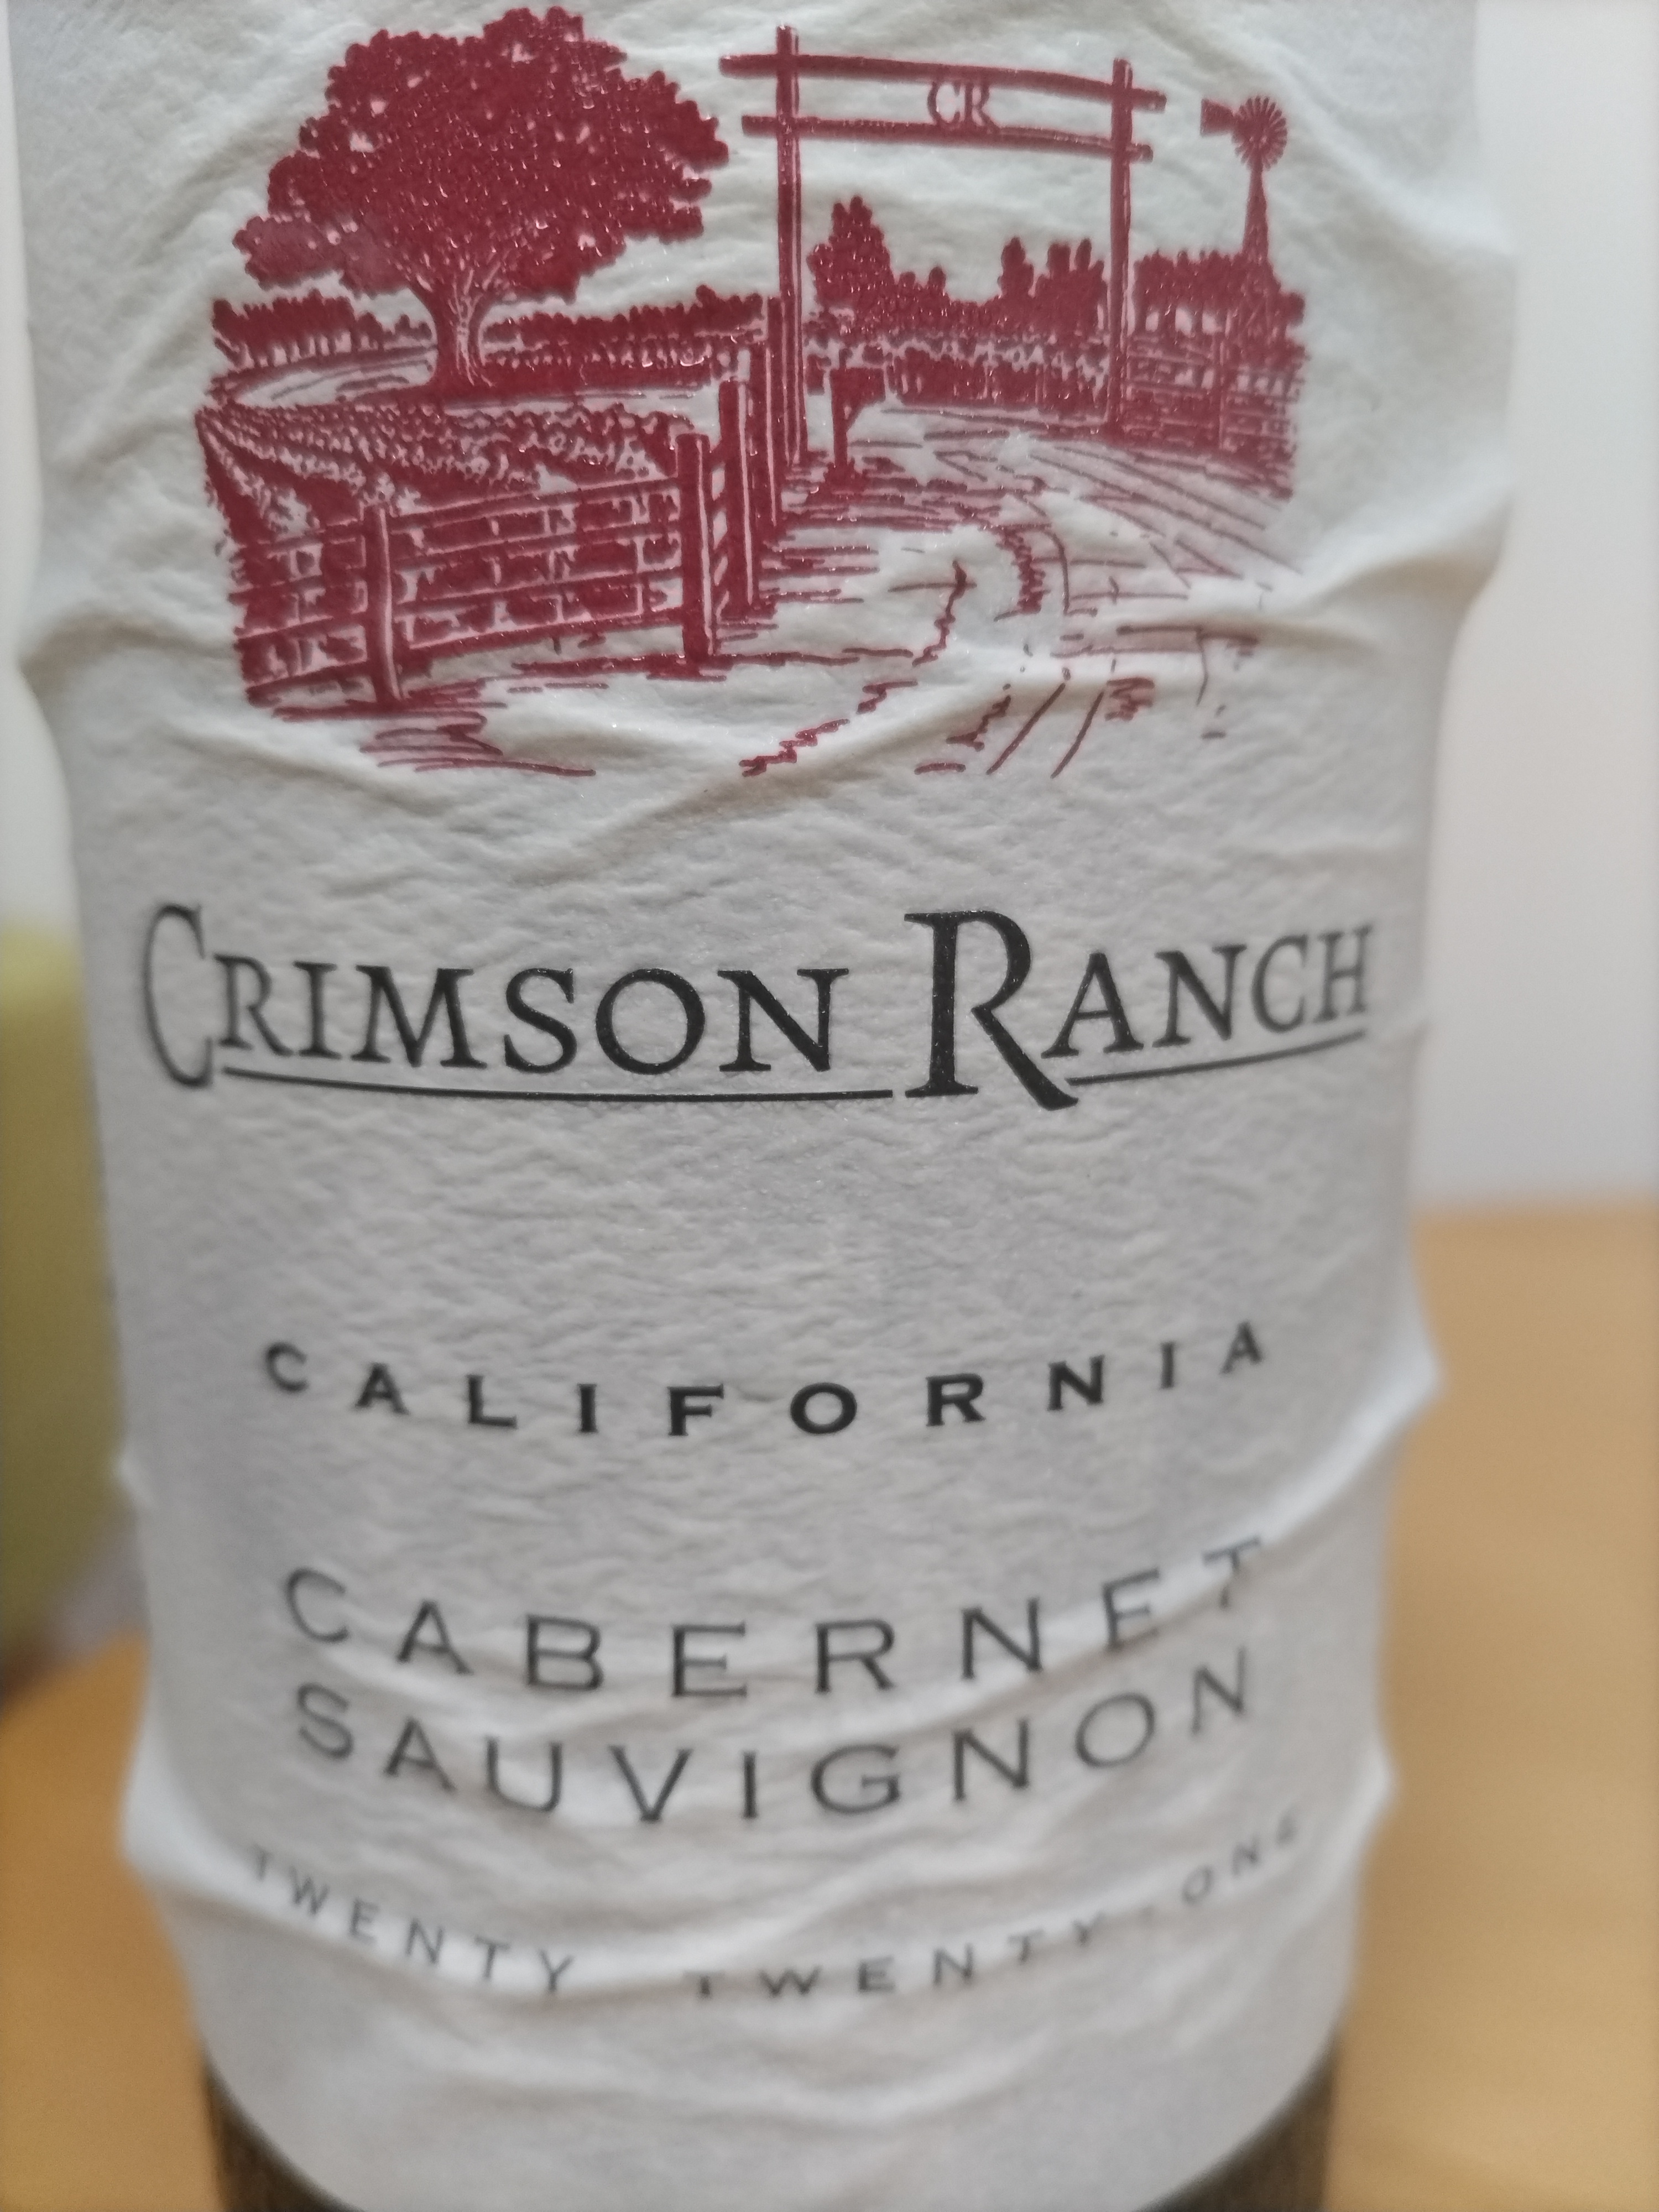 CR
CRIMSON RANCH
CALIFORNIA
CABERNET
SAUVIGNON
TWENTY TWENTY-ONE